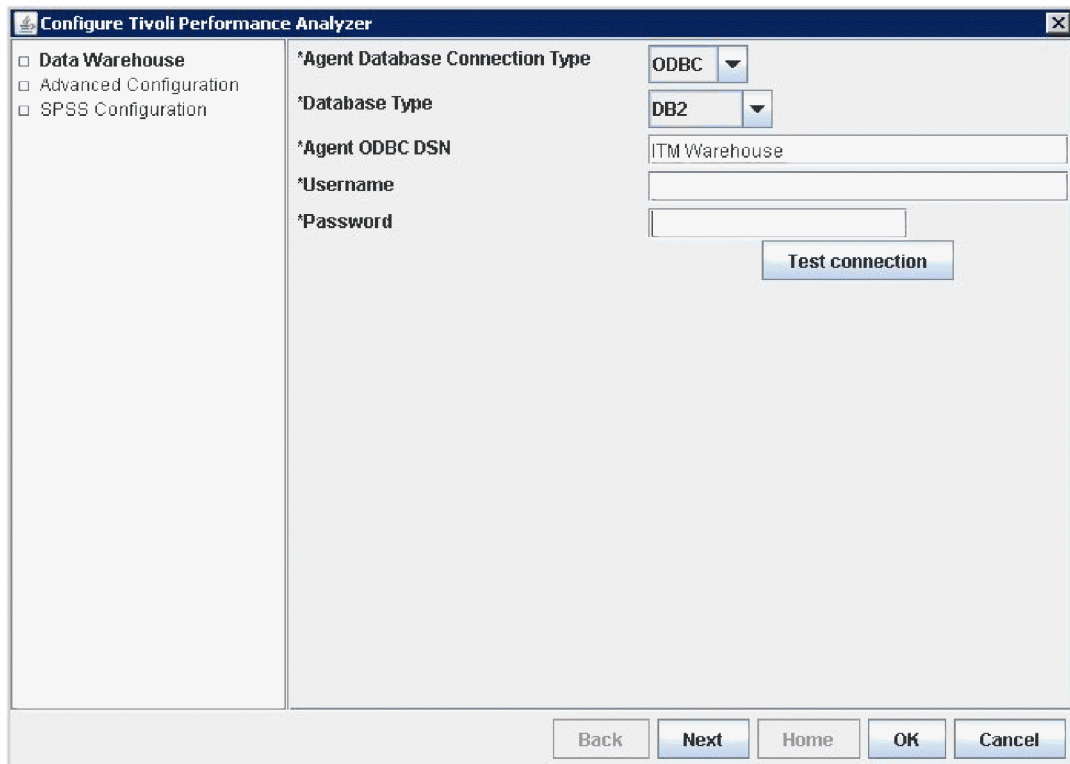 Configure Tivoli Performance Analyzer
Data Warehouse
Advanced Configuration
SPSS Configuration
*Agent Database Connection Type
ODBC
*Database Type
DB2
*Agent ODBC DSN
ITM Warehouse
*Username
*Password
Test connection
Back
Next
Home
OK
Cancel